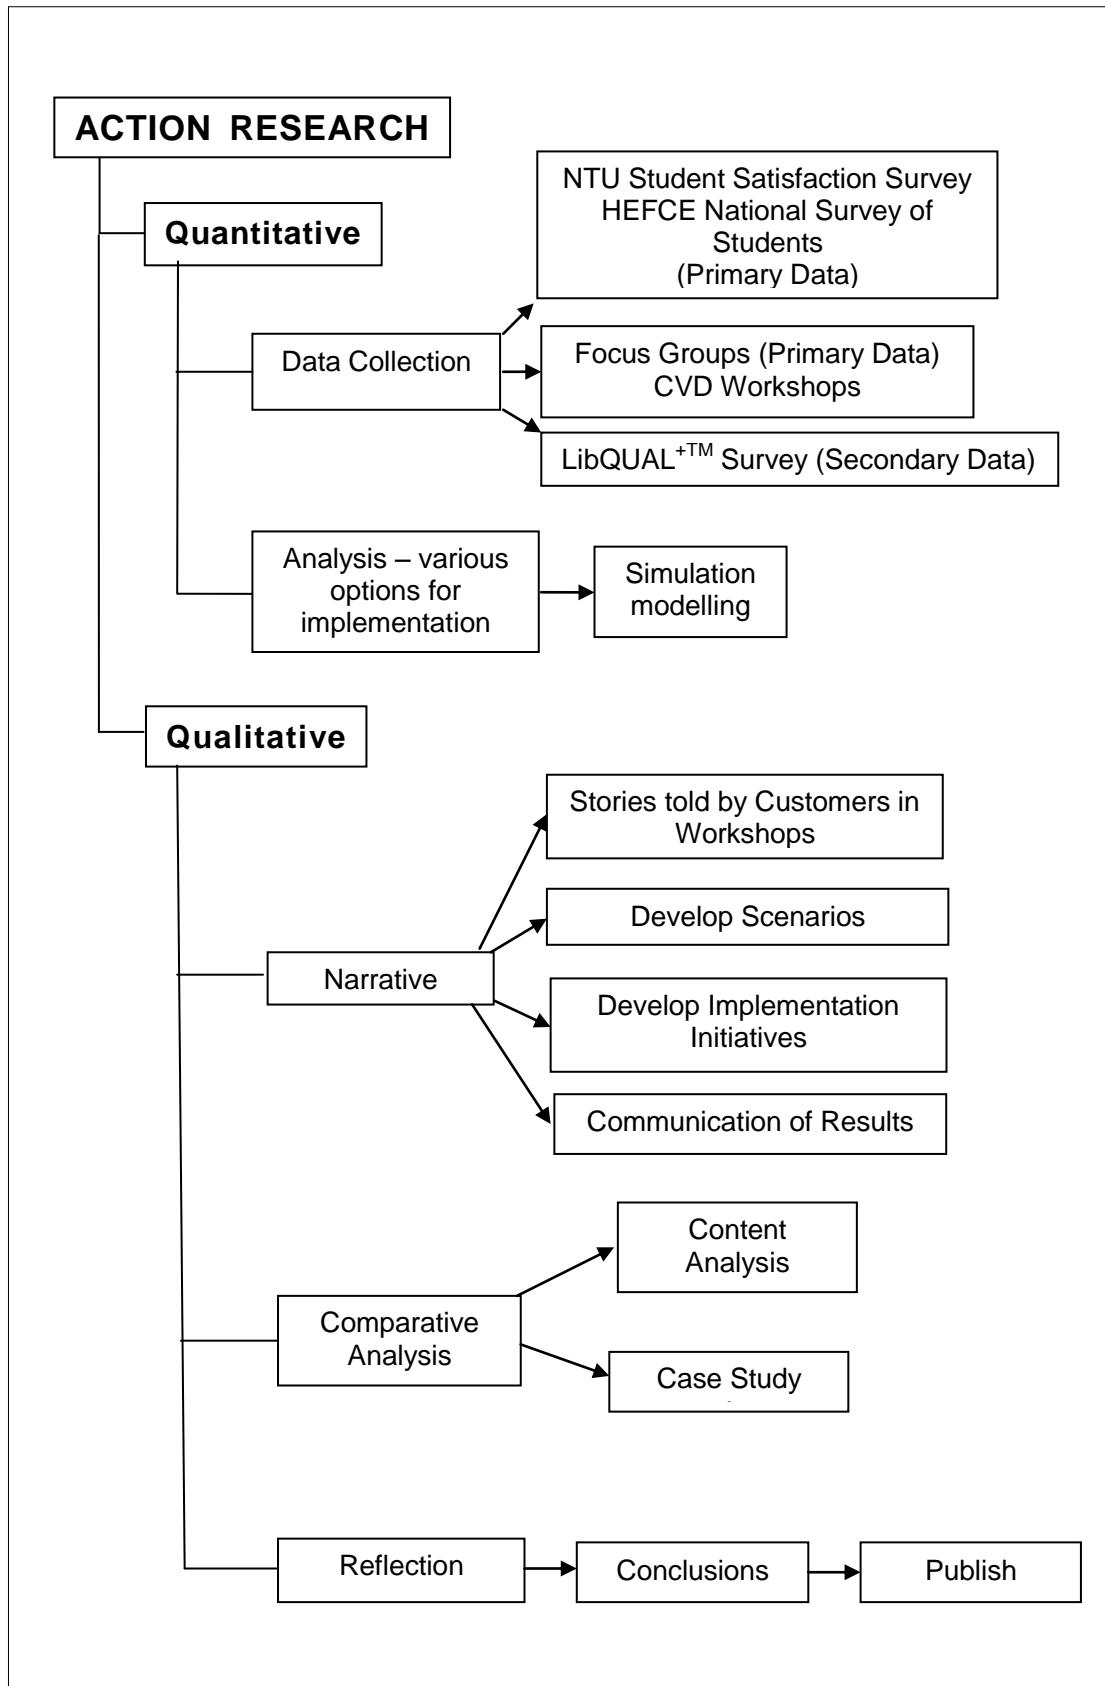 ACTION RESEARCH
Quantitative
NTU Student Satisfaction Survey
HEFCE National Survey of
Students
(Primary Data)
Data Collection
Focus Groups (Primary Data)
CVD Workshops
LibQUAL+TM Survey (Secondary Data)
Analysis – various
options for
implementation
Simulation
modelling
Qualitative
Stories told by Customers in
Workshops
Develop Scenarios
Narrative
Develop Implementation
Initiatives
Communication of Results
Content
Analysis
Comparative
Analysis
Case Study
Reflection
Conclusions
Publish